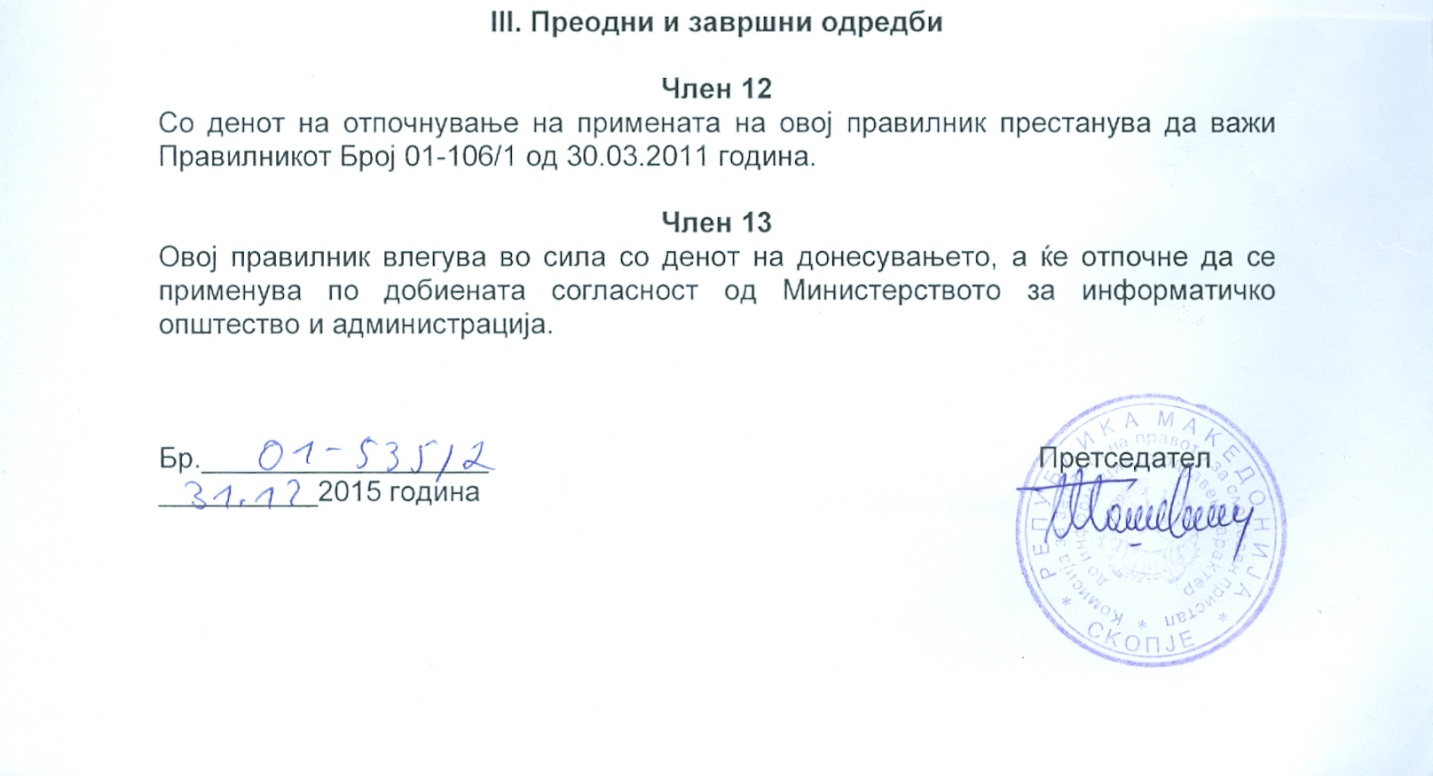 III. Преодни и завршни одредби
Член 12
Со денот на отпочнување на примената на овој правилник престанува да важи
Правилникот Број 01-106/1 од 30.03.2011 година.
Член 13
Овој правилник влегува во сила со денот на донесувањето, а ќе отпочне да се
применува по добиената согласност од Министерството за информатичко
општество и администрација.
Бр. 01-535/2
31.12 2015 година
Претседател
РЕПУБЛИКА МАКЕДОНИЈА
СКОПЈЕ